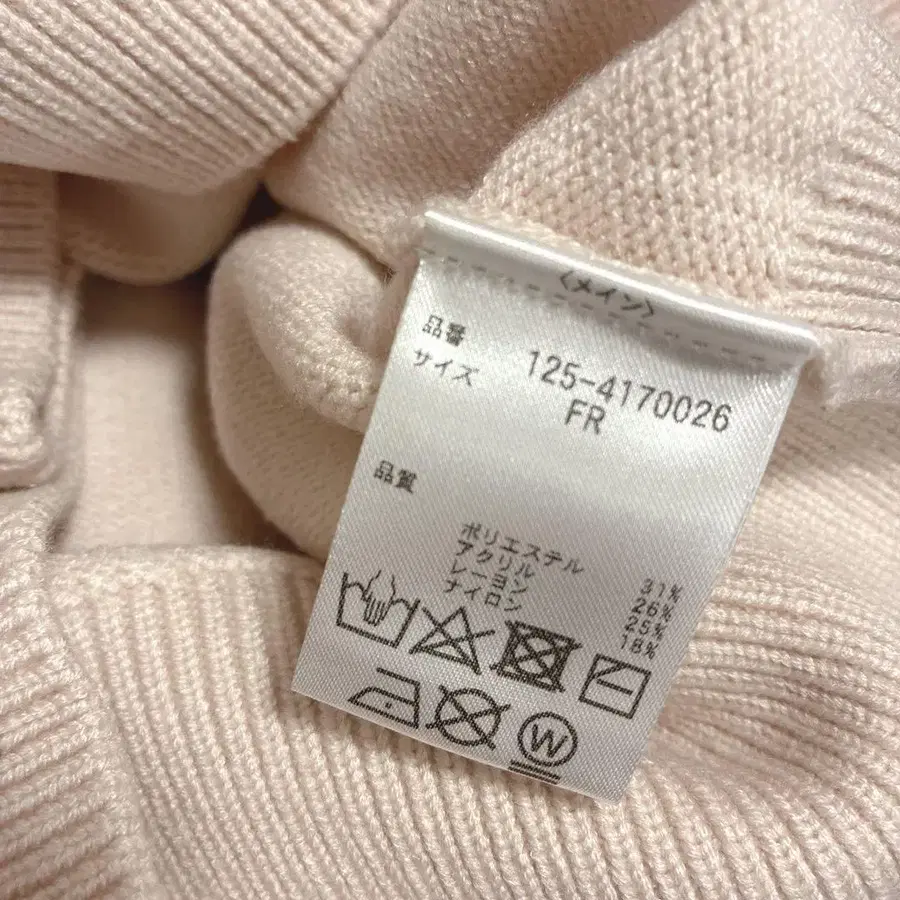 〈メイン〉
品番 125-4170026
サイズ FR
品質
ポリエステル 31%
アクリル 26%
レーヨン 25%
ナイロン 18%
W